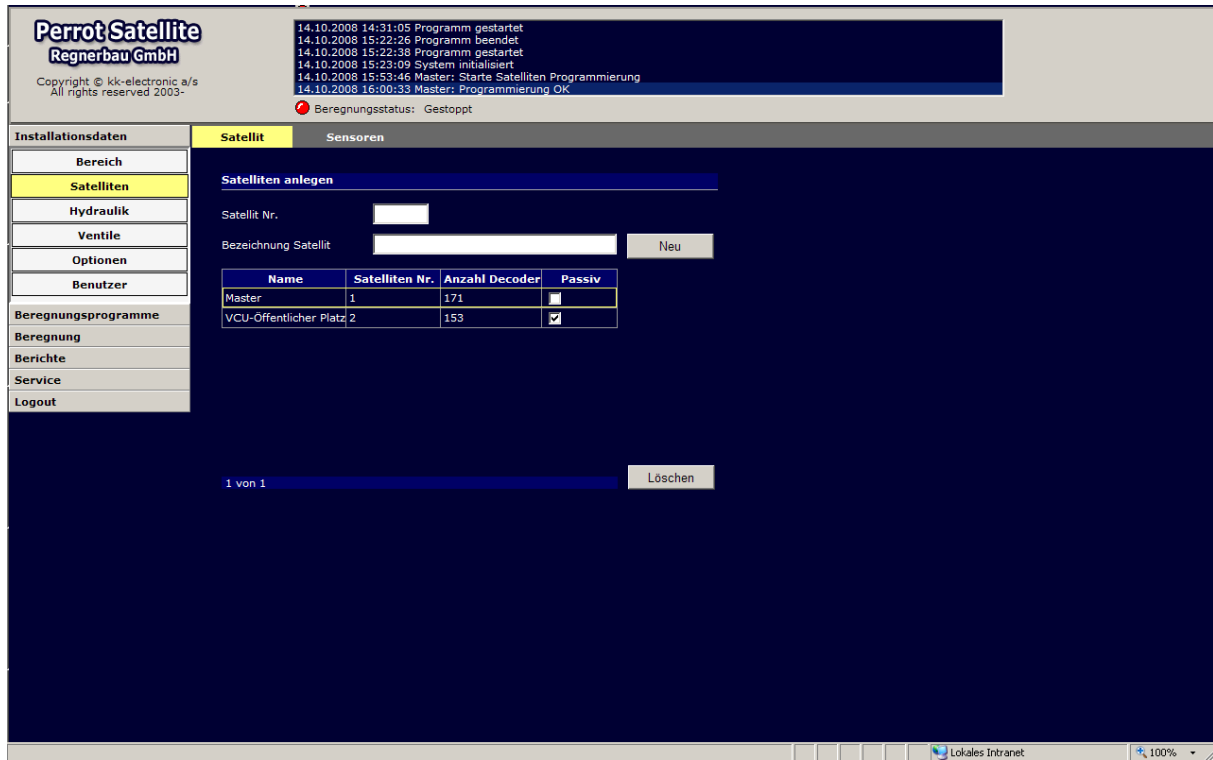 Perrot Satellite
Regnerbau GmbH
Copyright © kk-electronic a/s
All rights reserved 2003-
14.10.2008 14:31:05 Programm gestartet
14.10.2008 15:22:26 Programm beendet
14.10.2008 15:22:38 Programm gestartet
14.10.2008 15:23:09 System initialisiert
14.10.2008 15:53:46 Master: Starte Satelliten Programmierung
14.10.2008 16:00:33 Master: Programmierung OK
Beregnungsstatus: Gestoppt
Installationsdaten
Bereich
Satelliten
Hydraulik
Ventile
Optionen
Benutzer
Beregnungsprogramme
Beregnung
Berichte
Service
Logout
Satellit Sensoren
Satelliten anlegen
Satellit Nr.
Bezeichnung Satellit Neu
Name Satelliten Nr. Anzahl Decoder Passiv
Master 1 171
VCU-Öffentlicher Platz 2 153
1 von 1 Löschen
Lokales Intranet 100%